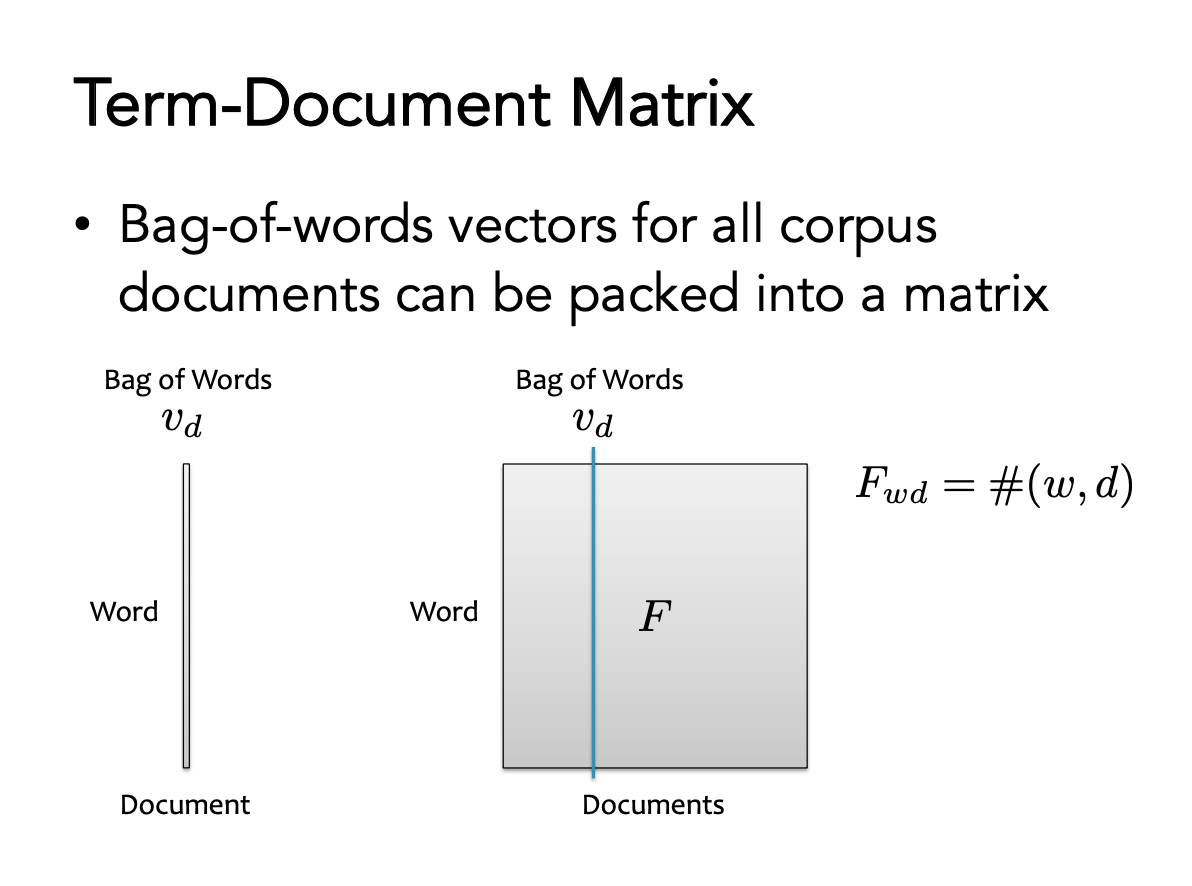 Term-Document Matrix
• Bag-of-words vectors for all corpus
documents can be packed into a matrix
Bag of Words
v_d
Word
Document
Bag of Words
v_d
Word
F
Documents
F_{wd} = #(w, d)